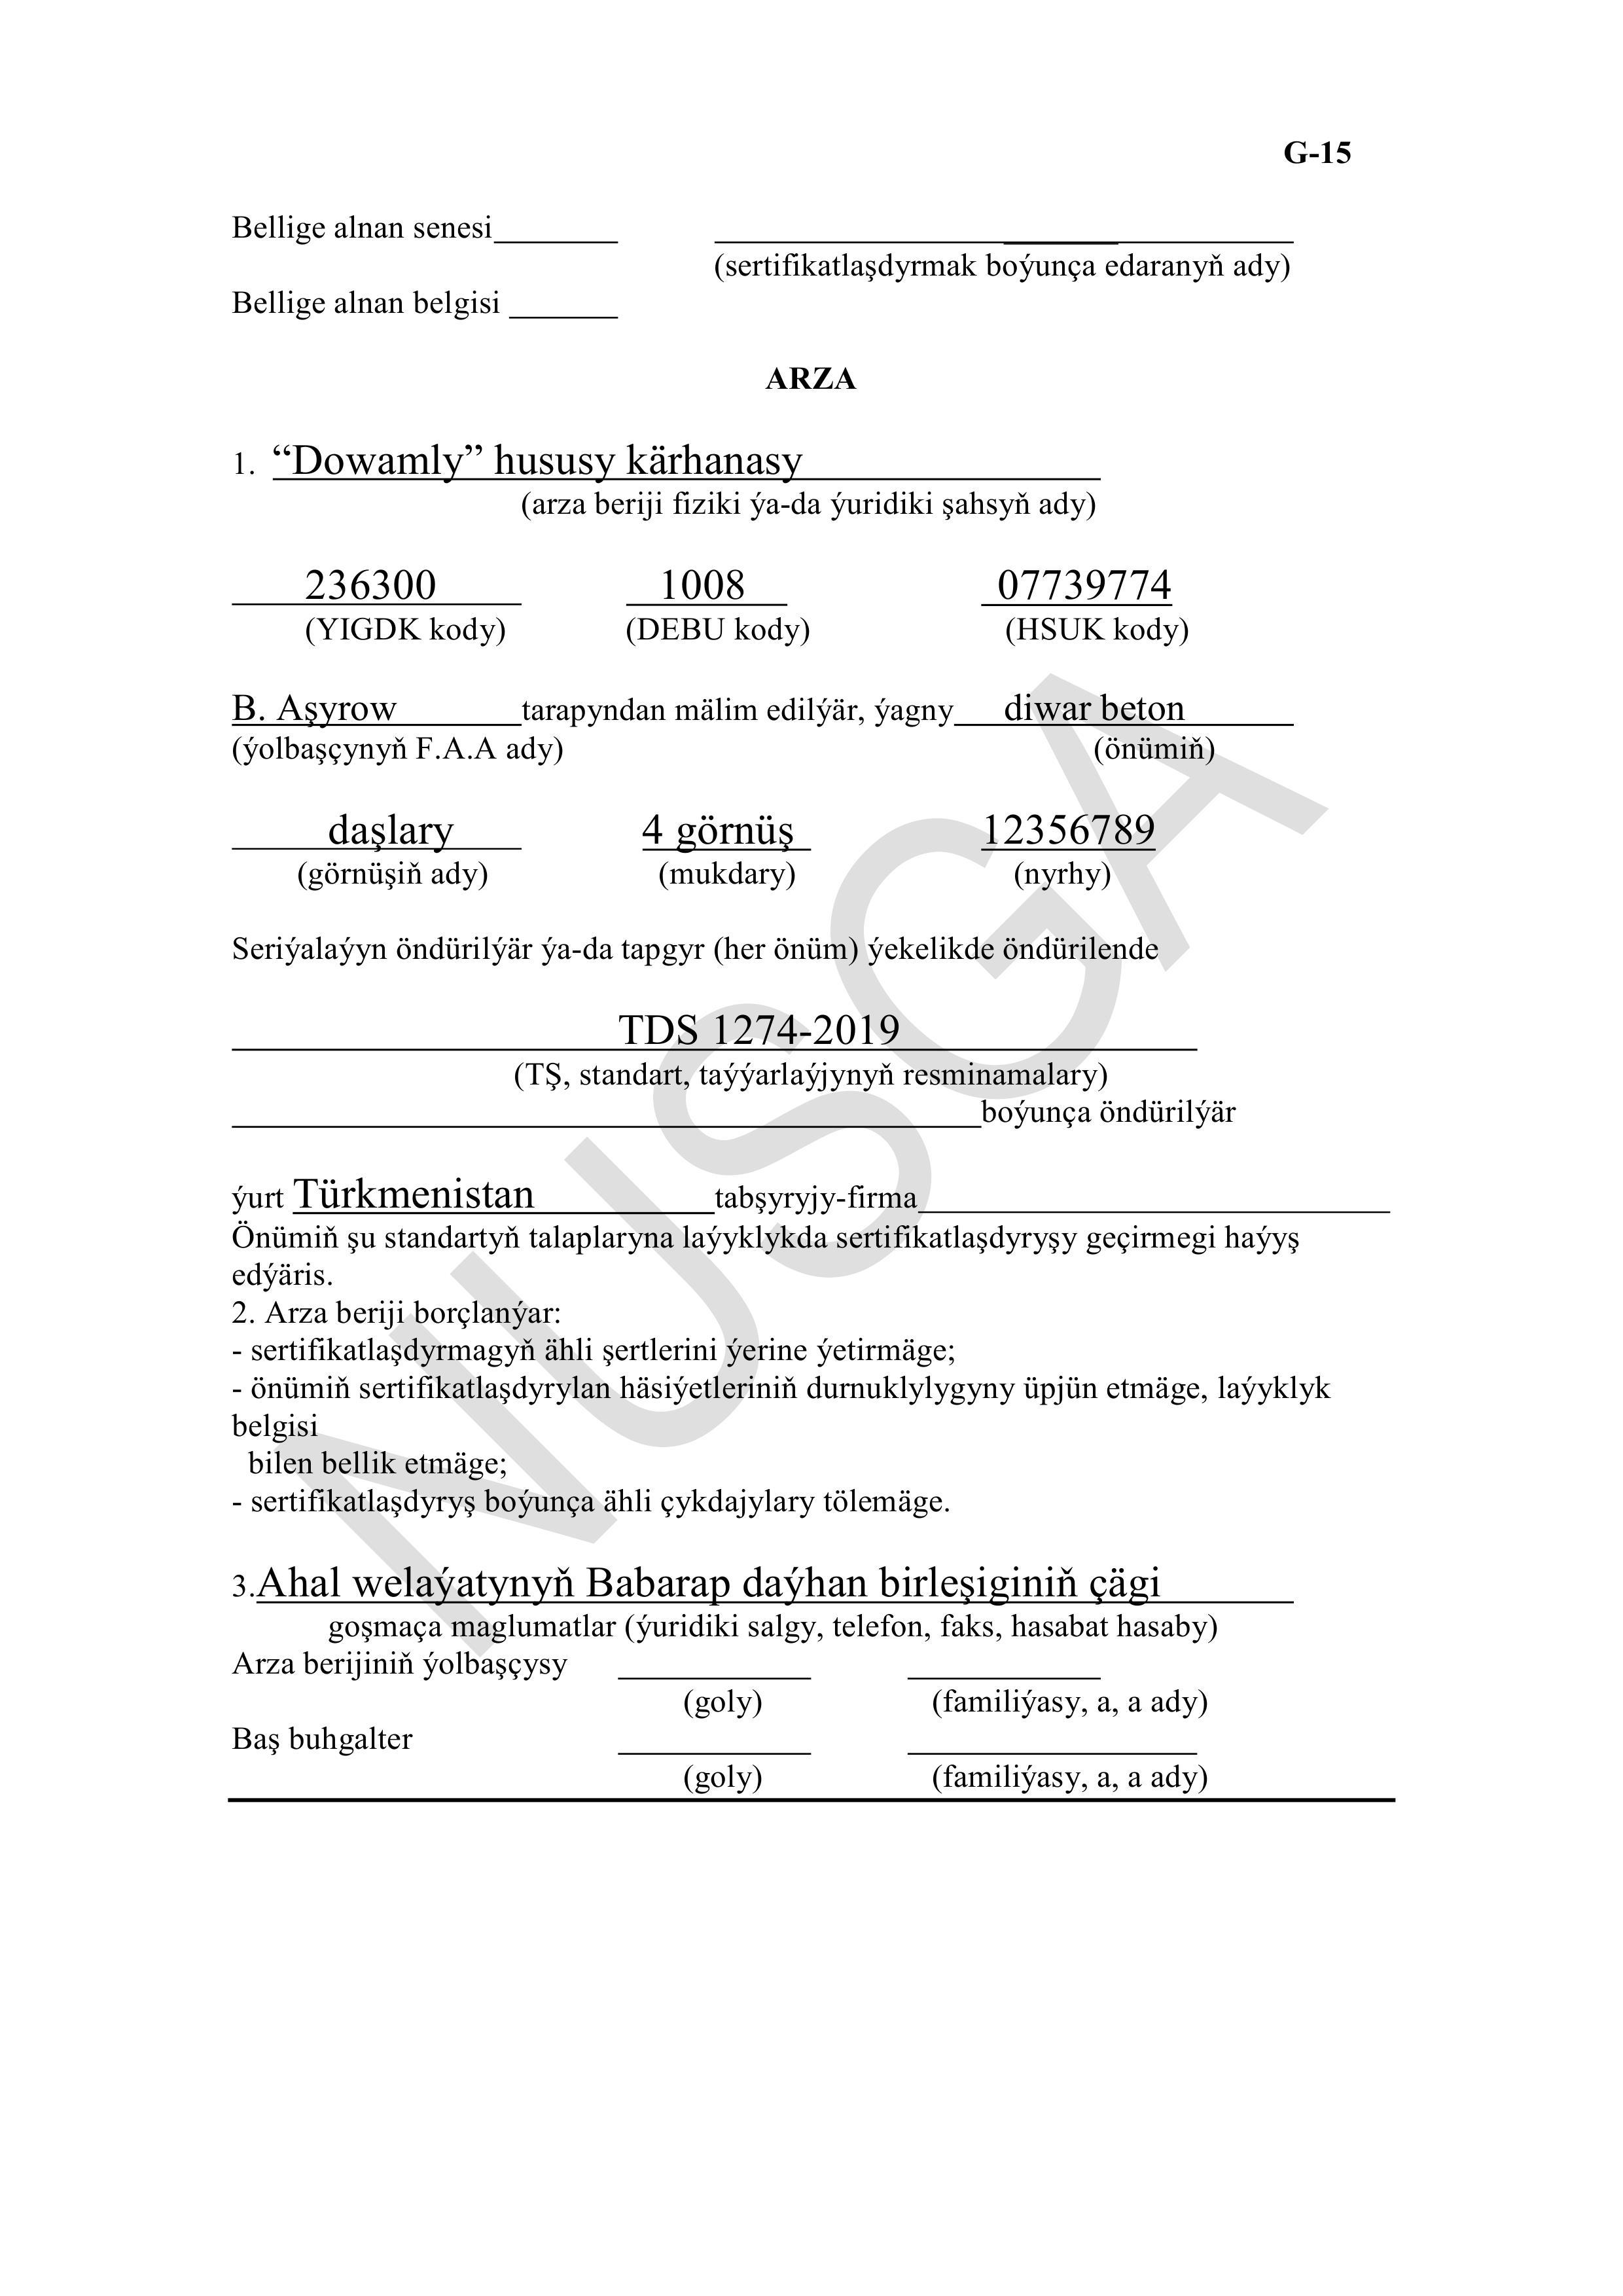 G-15
Bellige alnan senesi_______ ______________________
(sertifikatlaşdyrmak boýunça edaranyň ady)
Bellige alnan belgisi _______
ARZA
1. “Dowamly” hususy kärhanasy
(arza beriji fiziki ýa-da ýuridiki şahsyň ady)
236300 1008 07739774
(YIGDK kody) (DEBU kody) (HSUK kody)
B. Aşyrow tarapyndan mälim edilýär, ýagny diwar beton
(ýolbaşçynyň F.A.A ady) (önümiň)
daşlary 4 görnüş 12356789
(görnüşiň ady) (mukdary) (nyrhy)
Seriýalaýyn öndürilýär ýa-da tapgyr (her önüm) ýekelikde öndürilende
TDS 1274-2019
(TŞ, standart, taýýarlaýjynyň resminamalary)
boýunça öndürilýär
ýurt Türkmenistan tabşyryjy-firma
Önümiň şu standartyň talaplaryna laýyklykda sertifikatlaşdyryşy geçirmegi haýyş
edýäris.
2. Arza beriji borçlanýar:
- sertifikatlaşdyrmagyň ähli şertlerini ýerine ýetirmäge;
- önümiň sertifikatlaşdyrylan häsiýetleriniň durnuklylygyny üpjün etmäge, laýyklyk
belgisi
bilen bellik etmäge;
- sertifikatlaşdyryş boýunça ähli çykdajylary tölemäge.
3.Ahal welaýatynyň Babarap daýhan birleşiginiň çägi
goşmaça maglumatlar (ýuridiki salgy, telefon, faks, hasabat hasaby)
Arza berijiniň ýolbaşçysy
(goly) (familiýasy, a, a ady)
Baş buhgalter
(goly) (familiýasy, a, a ady)
NUSGA